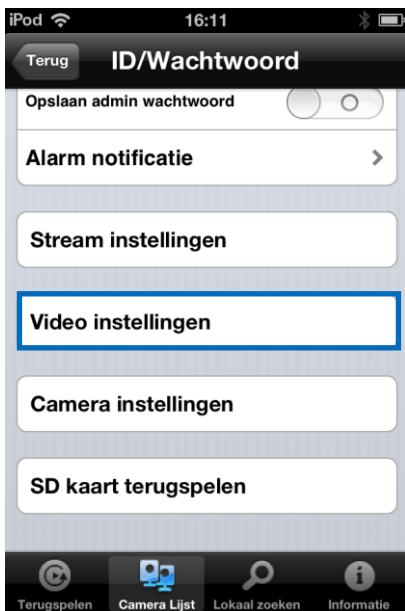 iPod 16:11
Terug ID/Wachtwoord
Opslaan admin wachtwoord
Alarm notificatie
Stream instellingen
Video instellingen
Camera instellingen
SD kaart terugspelen
Terugspelen Camera Lijst Lokaal zoeken Informatie